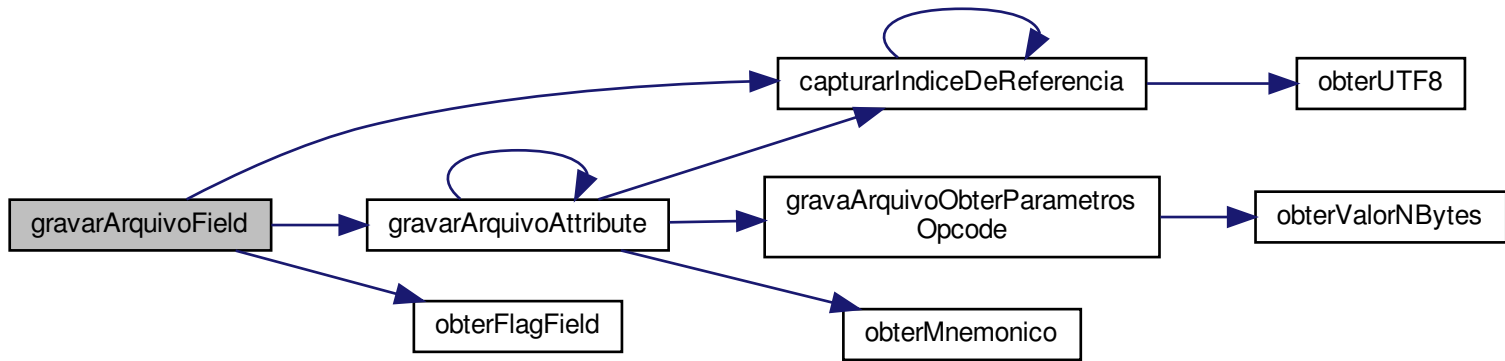 capturarIndiceDeReferencia
obterUTF8
gravarArquivoField
gravarArquivoAttribute
gravaArquivoObterParametros
Opcode
obterValorNBytes
obterFlagField
obterMnemonico